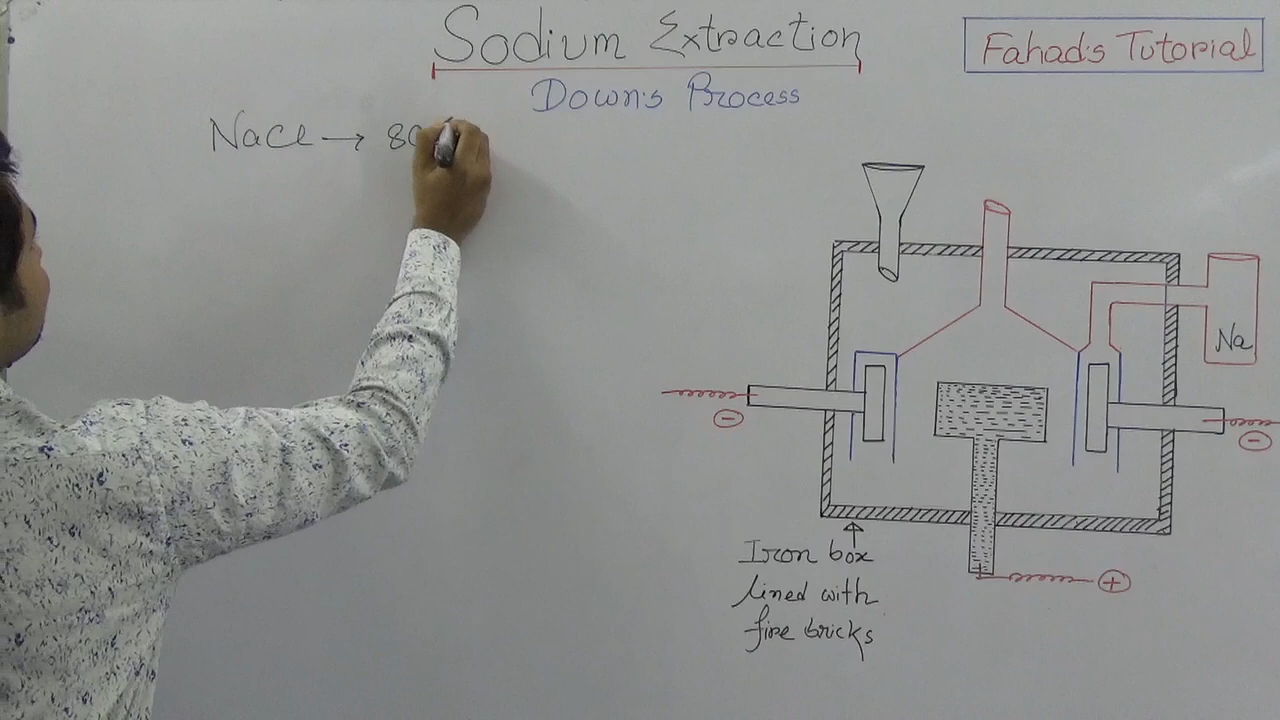 Sodium Extraction
Fahad's Tutorial
Down's Process
NaCl → 80
Na
−
−
Iron box
lined with
fire bricks
+